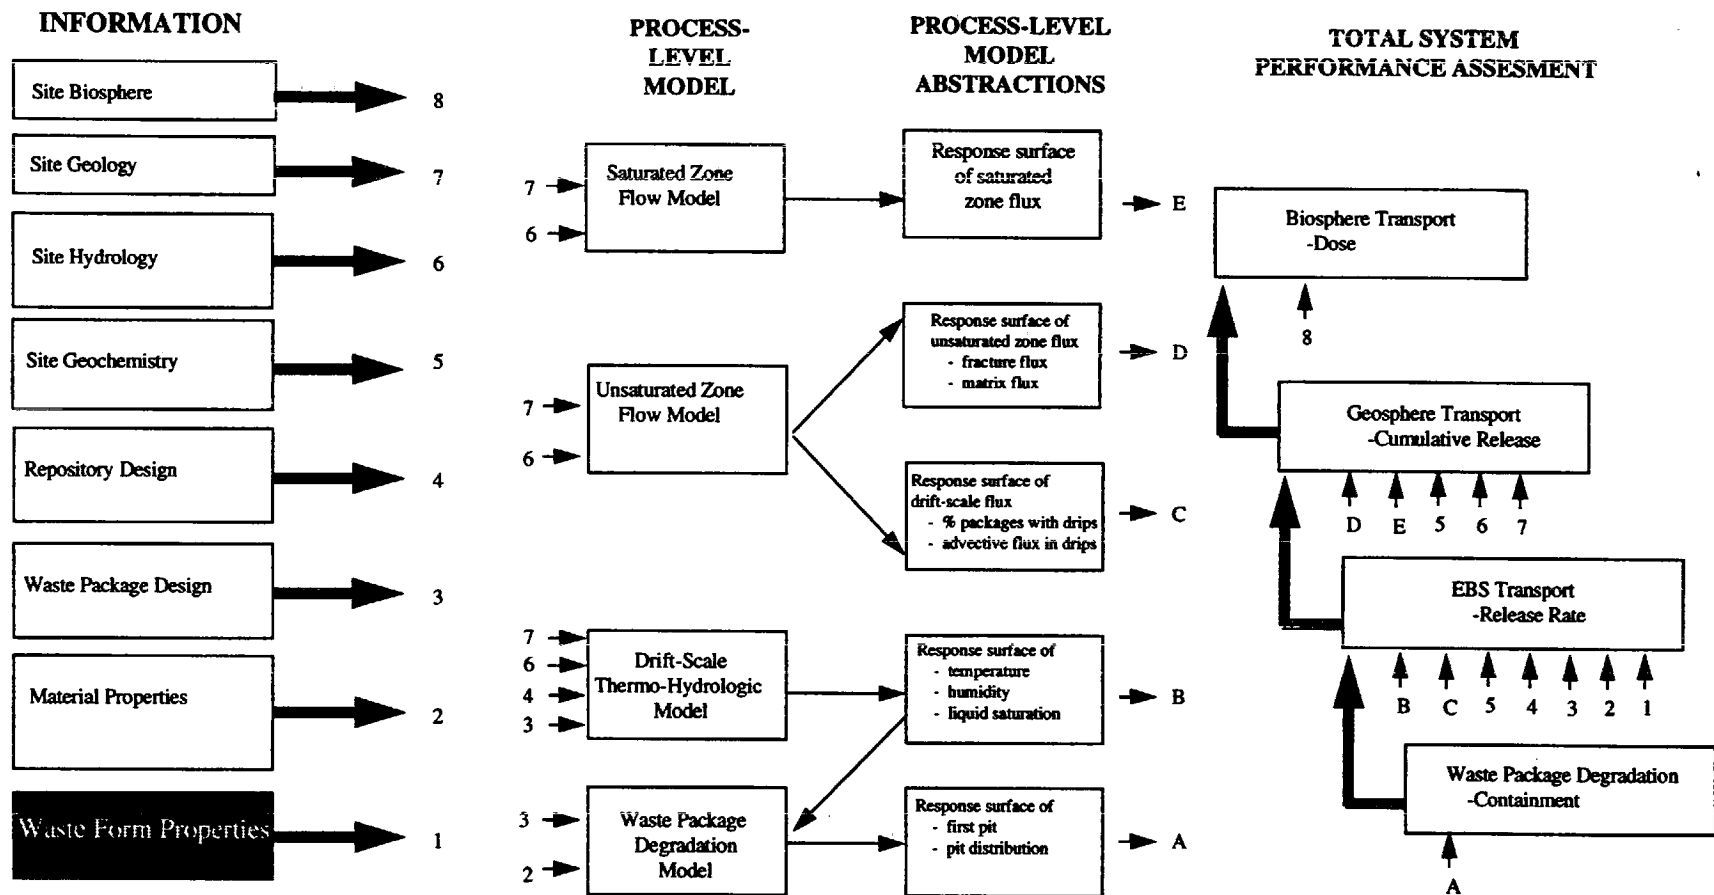 INFORMATION
Site Biosphere
8
Site Geology
7
Site Hydrology
6
Site Geochemistry
5
Repository Design
4
Waste Package Design
3
Material Properties
2
Waste Form Properties
1
PROCESS-
LEVEL
MODEL
7
6
Saturated Zone
Flow Model
7
6
Unsaturated Zone
Flow Model
7
6
4
3
Drift-Scale
Thermo-Hydrologic
Model
3
2
Waste Package
Degradation
Model
PROCESS-LEVEL
MODEL
ABSTRACTIONS
Response surface
of saturated
zone flux
E
Response surface of
unsaturated zone flux
- fracture flux
- matrix flux
D
Response surface of
drift-scale flux
- % packages with drips
- advective flux in drips
C
Response surface of
- temperature
- humidity
- liquid saturation
B
Response surface of
- first pit
- pit distribution
A
TOTAL SYSTEM
PERFORMANCE ASSESMENT
Biosphere Transport
-Dose
8
Geosphere Transport
-Cumulative Release
D E 5 6 7
EBS Transport
-Release Rate
B C 5 4 3 2 1
Waste Package Degradation
-Containment
A